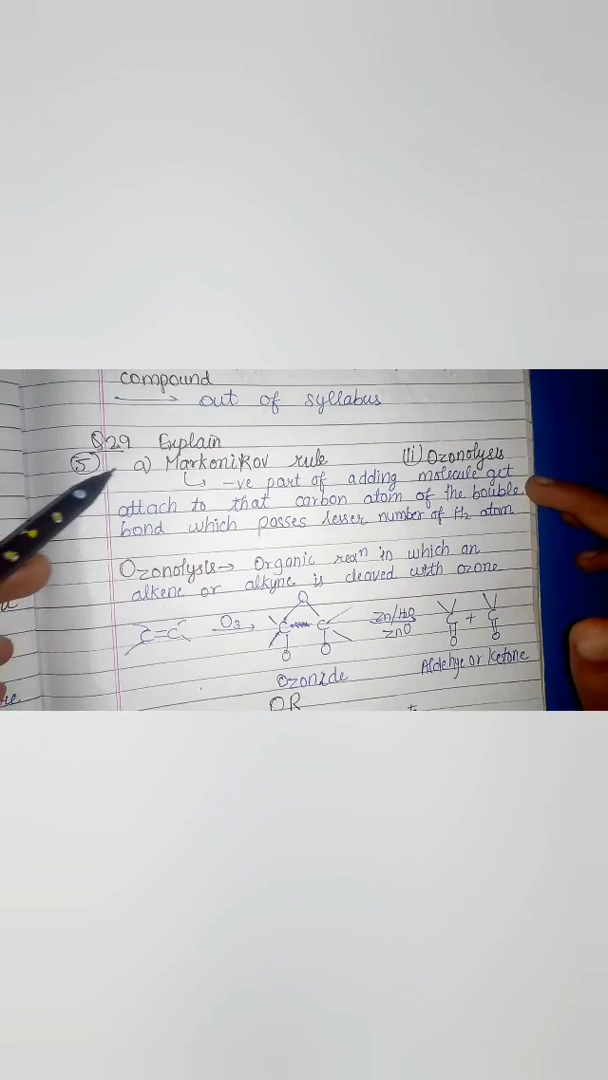 compound
→ out of syllabus
Q29 Explain
(5) a) Markonikov rule (ii) Ozonolysis
↳ -ve part of adding molecule get
attach to that carbon atom of the bouble
bond which posses lesser number of H2 atom
Ozonolysis → Organic reaⁿ in which an
alkene or alkyne is cleaved with ozone
C=C O3 → O C C O O Zn/H2O ZnO C O + C O
Ozonide Aldehye or Ketone
OR